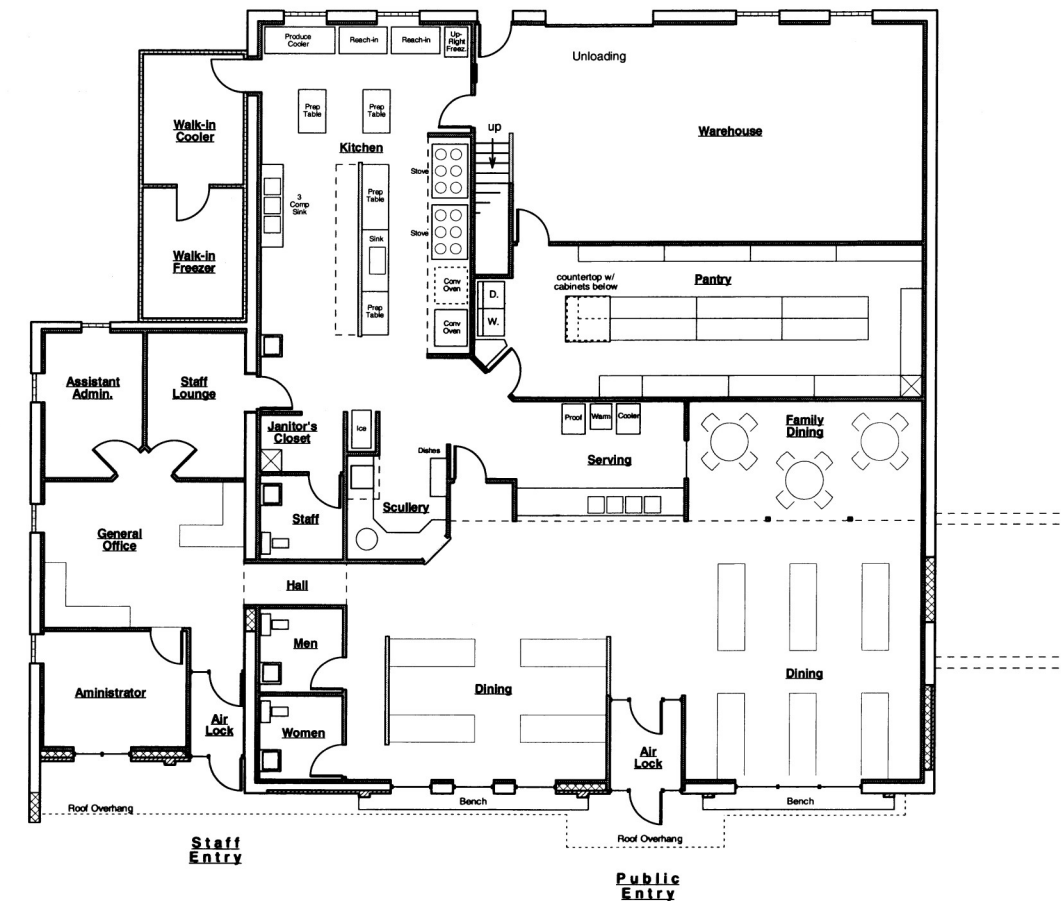 Produce
Cooler
Reach-in
Reach-in
Up-
Right
Freez.
Unloading
Walk-in
Cooler
Prep
Table
Prep
Table
Kitchen
up
Warehouse
Stove
3
Comp
Sink
Prep
Table
Stove
Sink
Walk-in
Freezer
Conv
Oven
Prep
Table
Conv
Oven
D.
W.
countertop w/
cabinets below
Pantry
Assistant
Admin.
Staff
Lounge
Janitor's
Closet
Ice
Proof
Warm
Cooler
Family
Dining
Dishes
Serving
Scullery
Staff
General
Office
Hall
Men
Dining
Dining
Aministrator
Air
Lock
Women
Air
Lock
Roof Overhang
Bench
Bench
Roof Overhang
Staff
Entry
Public
Entry